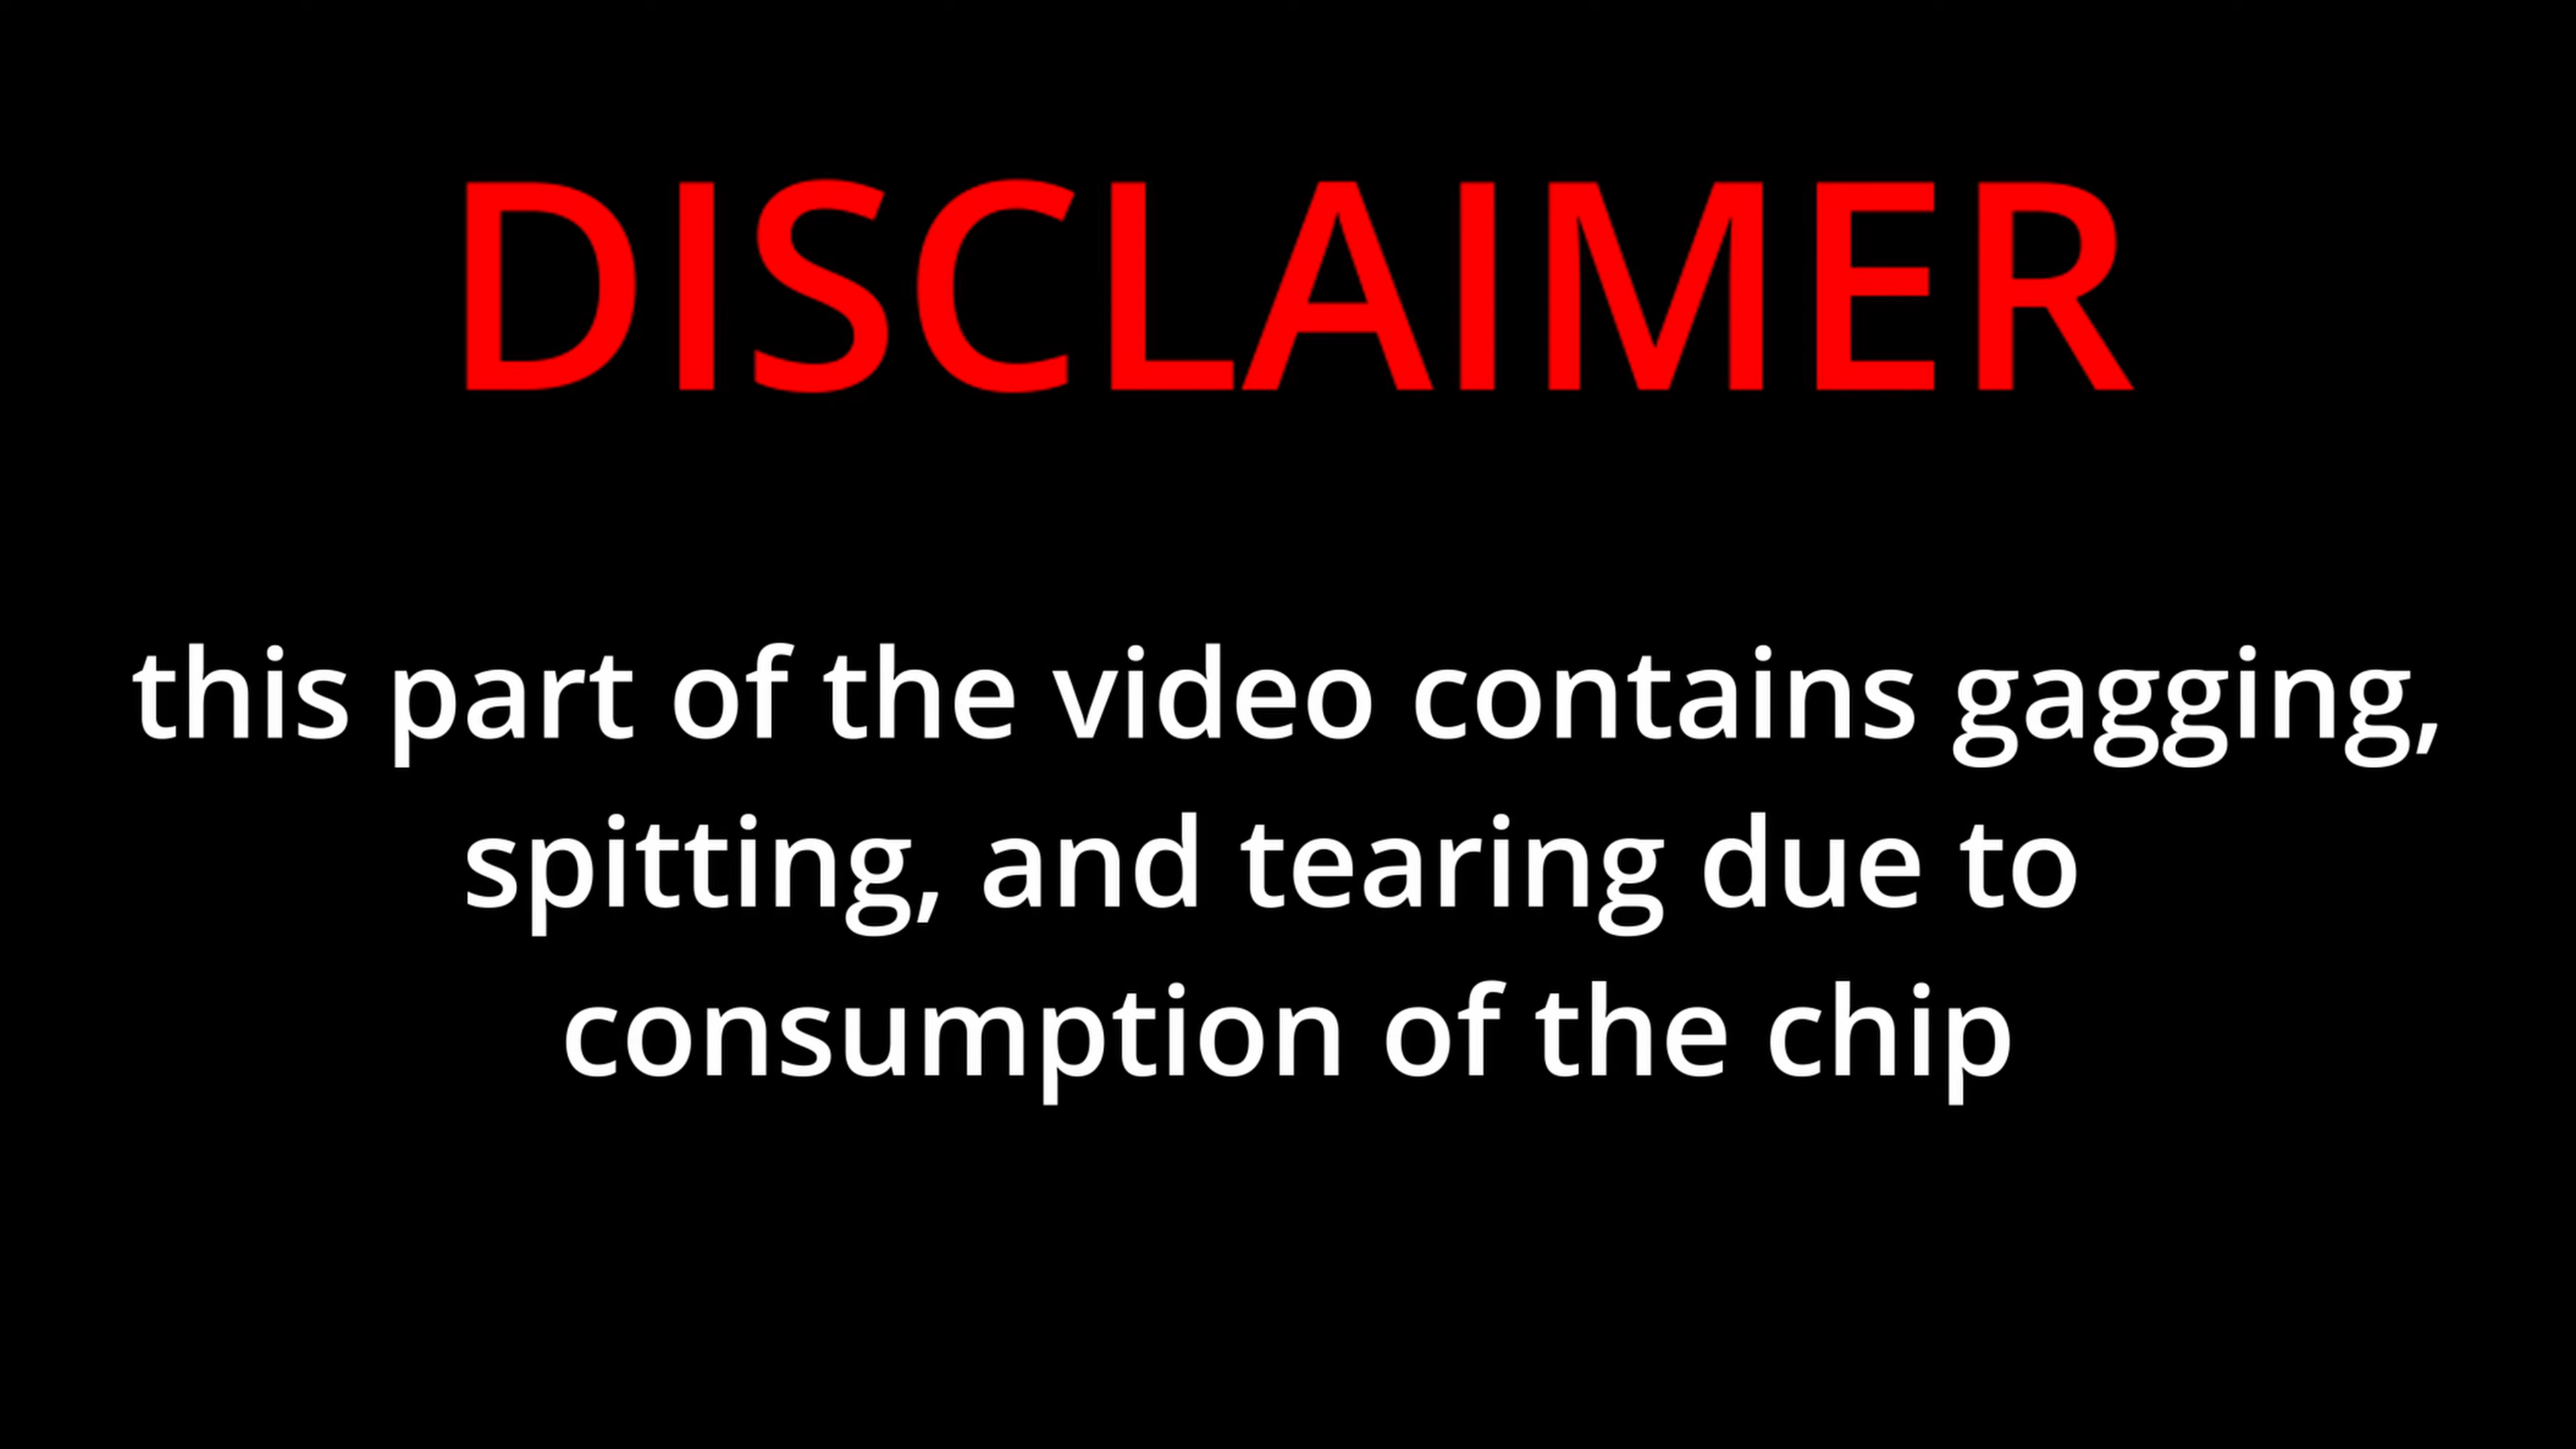 DISCLAIMER
this part of the video contains gagging,
spitting, and tearing due to
consumption of the chip